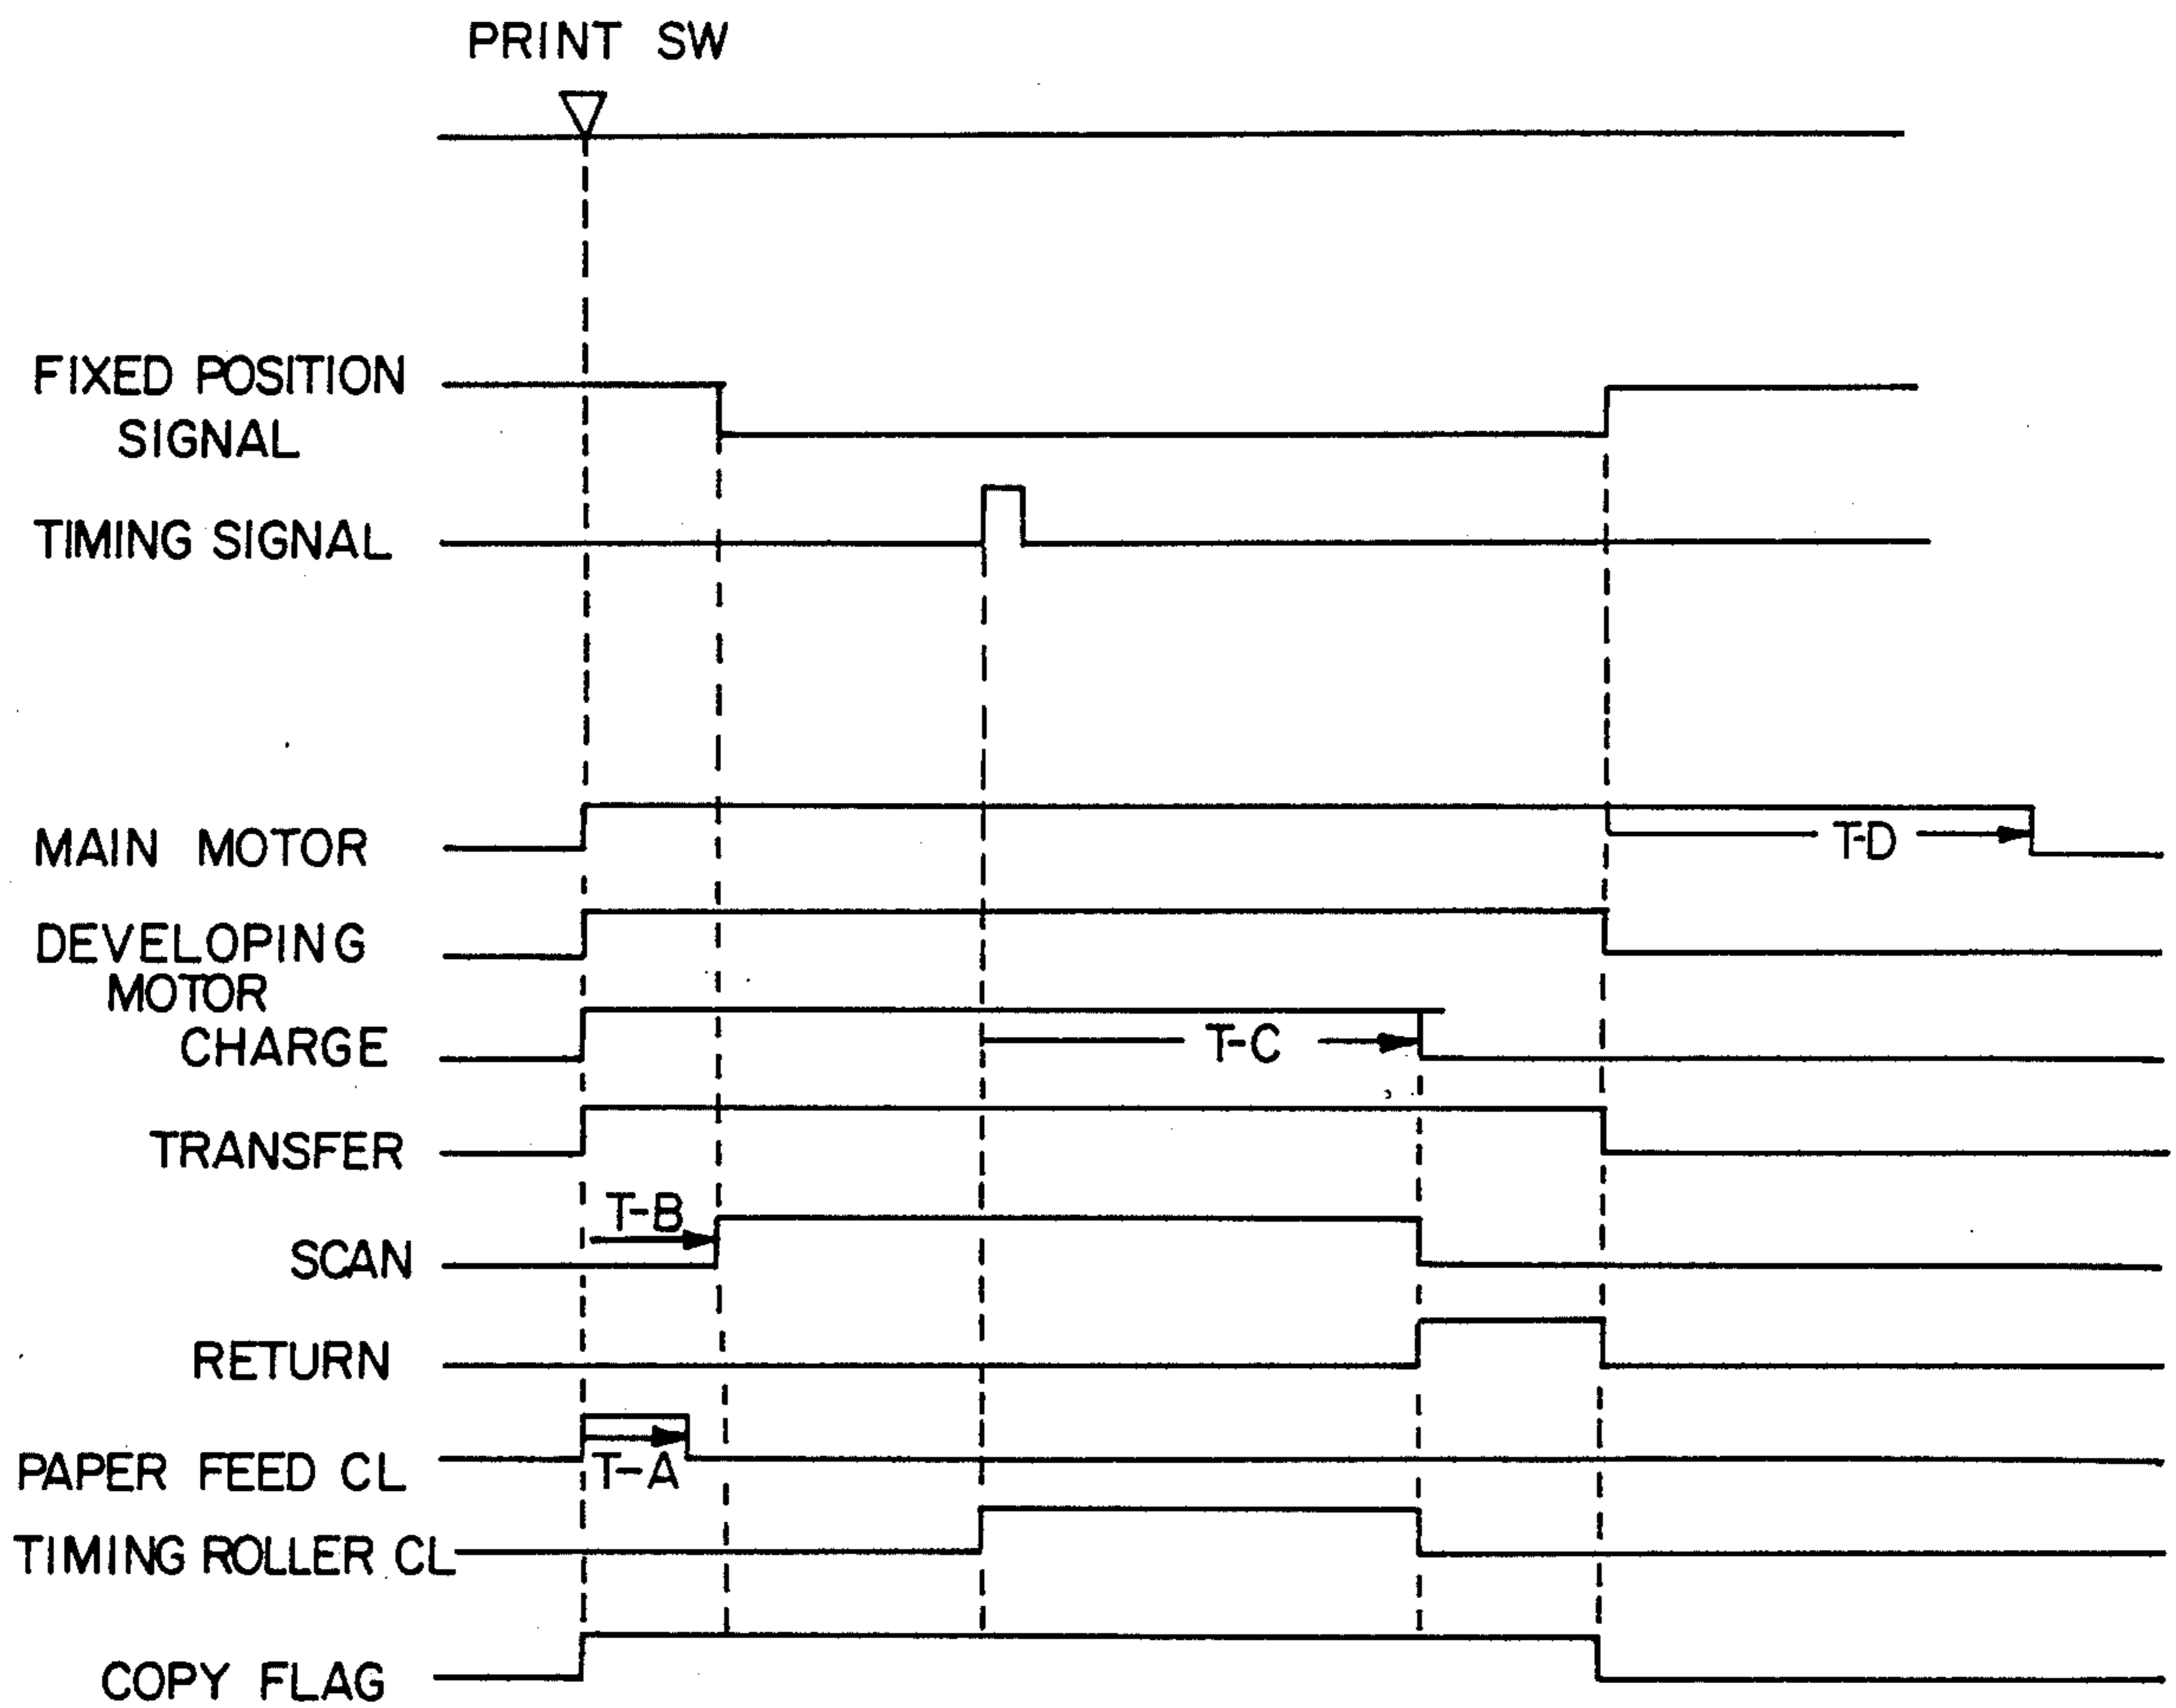 PRINT SW
FIXED POSITION
SIGNAL
TIMING SIGNAL
MAIN MOTOR
T-D
DEVELOPING
MOTOR
CHARGE
T-C
TRANSFER
T-B
SCAN
RETURN
PAPER FEED CL
T-A
TIMING ROLLER CL
COPY FLAG